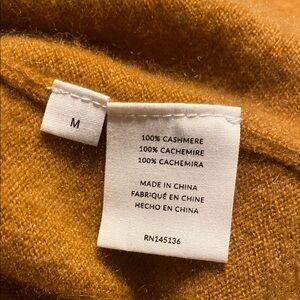 M
100% CASHMERE
100% CACHEMIRE
100% CACHEMIRA
MADE IN CHINA
FABRIQUÉ EN CHINE
HECHO EN CHINA
RN145136